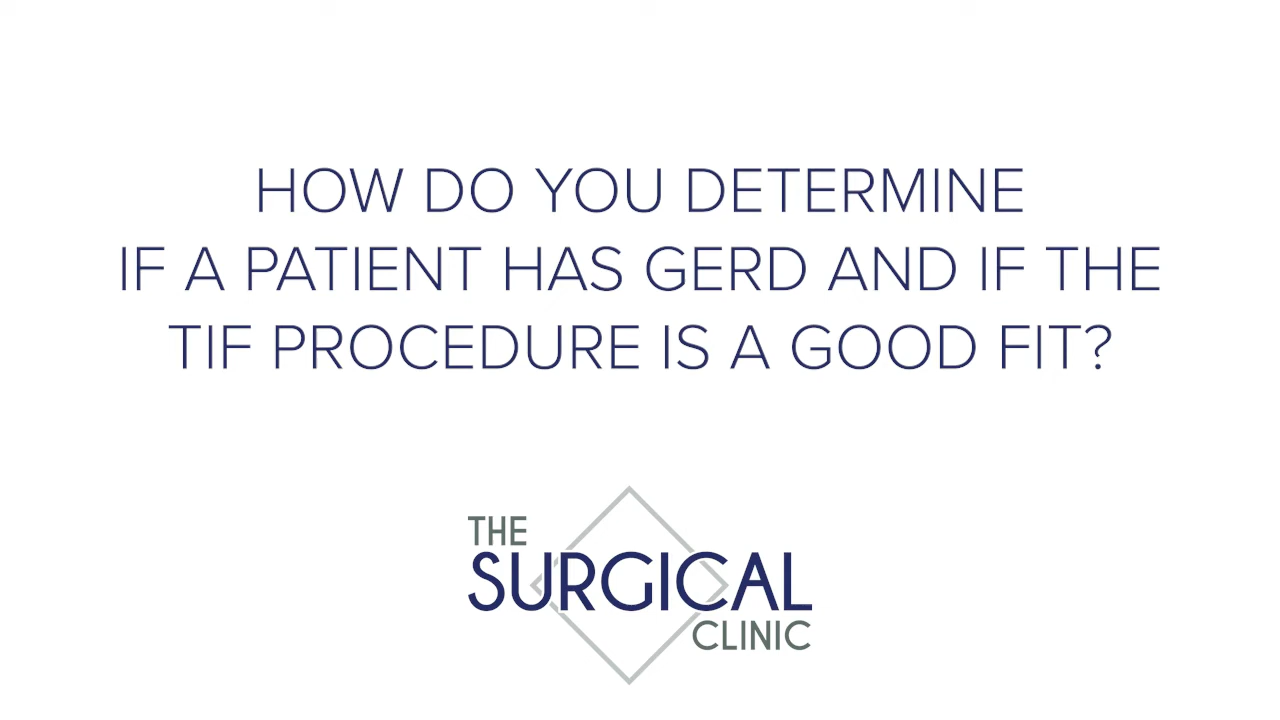 HOW DO YOU DETERMINE
IF A PATIENT HAS GERD AND IF THE
TIF PROCEDURE IS A GOOD FIT?
THE
SURGICAL
CLINIC